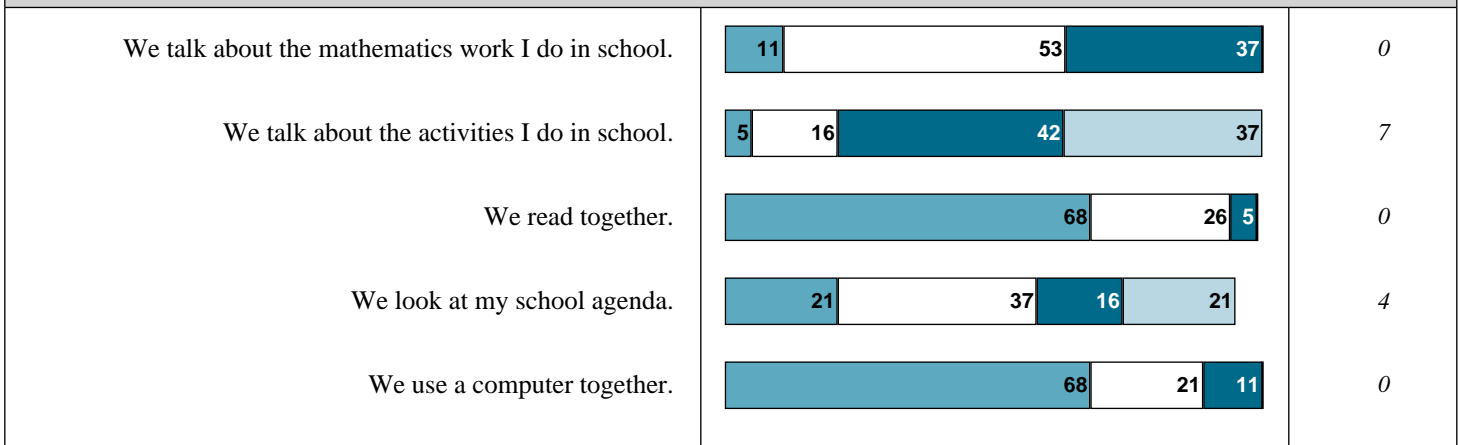 We talk about the mathematics work I do in school. 11 53 37 0
We talk about the activities I do in school. 5 16 42 37 7
We read together. 68 26 5 0
We look at my school agenda. 21 37 16 21 4
We use a computer together. 68 21 11 0